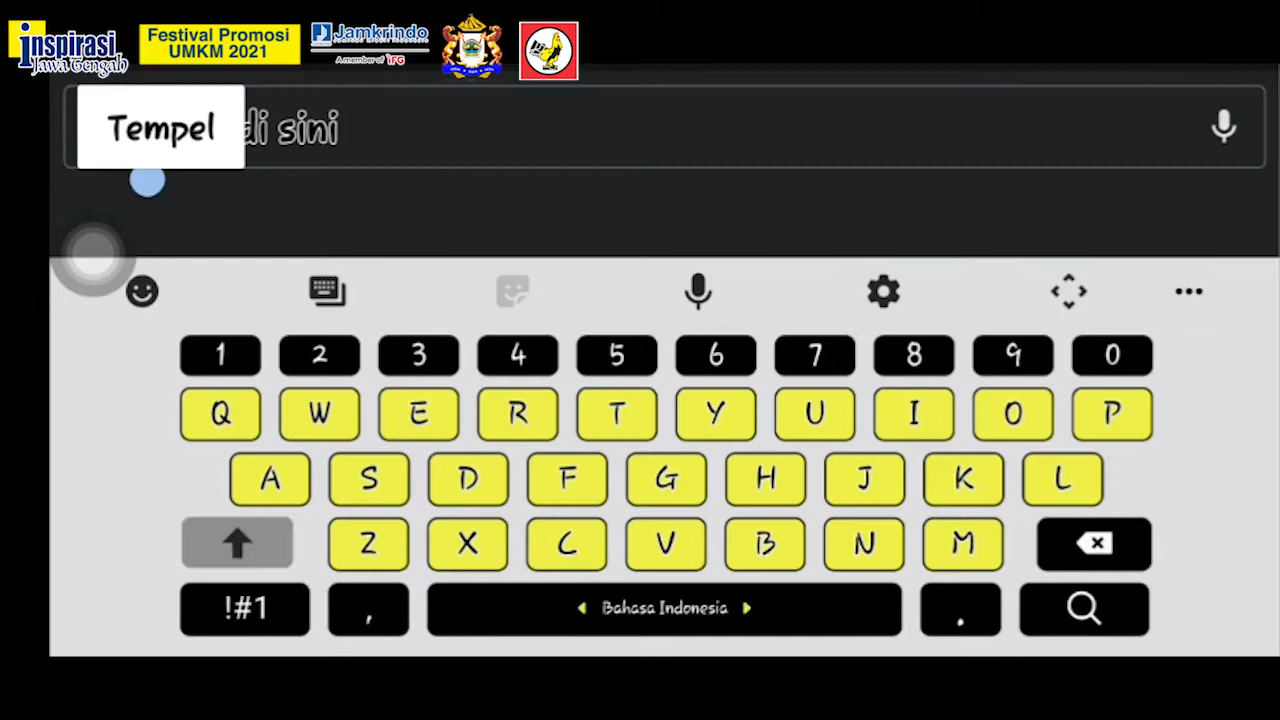 inspirasi
Jawa Tengah
Festival Promosi
UMKM 2021
Jamkrindo
A member of IFG
Tempel
di sini
1 2 3 4 5 6 7 8 9 0
Q W E R T Y U I O P
A S D F G H J K L
Z X C V B N M
!#1 , Bahasa Indonesia .